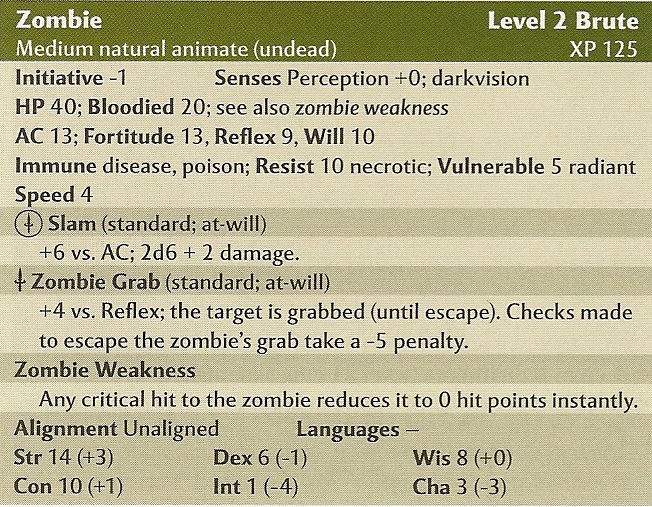 Zombie Level 2 Brute
Medium natural animate (undead) XP 125
Initiative -1 Senses Perception +0; darkvision
HP 40; Bloodied 20; see also zombie weakness
AC 13; Fortitude 13, Reflex 9, Will 10
Immune disease, poison; Resist 10 necrotic; Vulnerable 5 radiant
Speed 4
Slam (standard; at-will)
+6 vs. AC; 2d6 + 2 damage.
Zombie Grab (standard; at-will)
+4 vs. Reflex; the target is grabbed (until escape). Checks made
to escape the zombie's grab take a -5 penalty.
Zombie Weakness
Any critical hit to the zombie reduces it to 0 hit points instantly.
Alignment Unaligned Languages –
Str 14 (+3) Dex 6 (-1) Wis 8 (+0)
Con 10 (+1) Int 1 (-4) Cha 3 (-3)